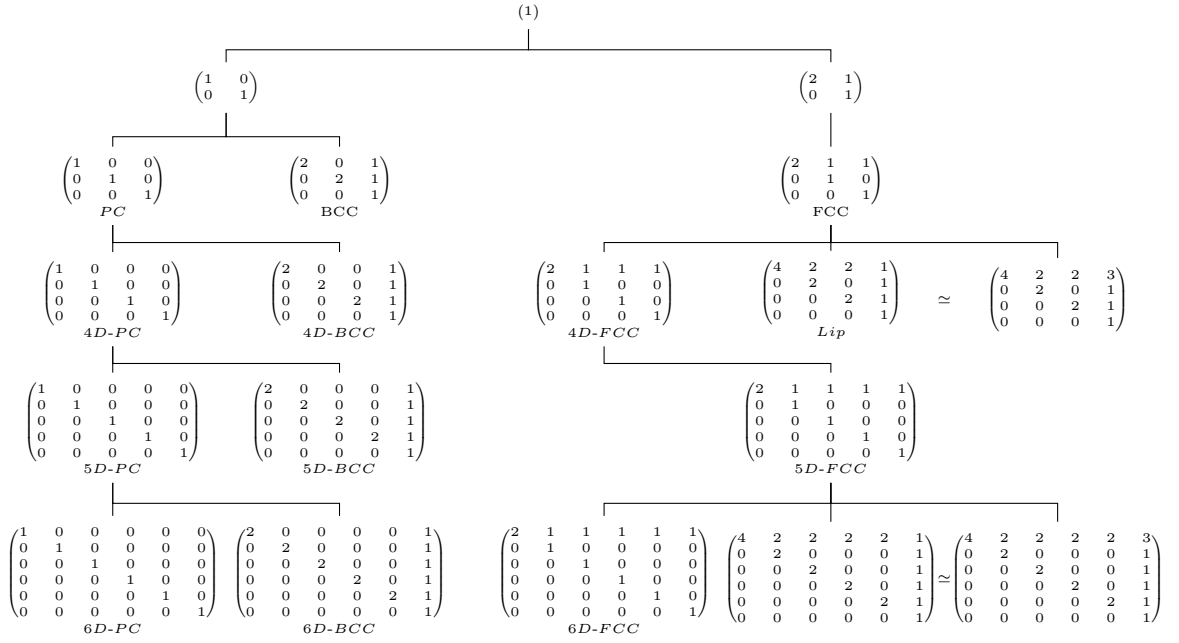 (1)
1 0 2 1
0 1 0 1
1 0 0 2 0 1 2 1 1
0 1 0 0 2 1 0 1 0
0 0 1 0 0 1 0 0 1
PC BCC FCC
1 0 0 0 2 0 0 1 2 1 1 1 4 2 2 1 4 2 2 3
0 1 0 0 0 2 0 1 0 1 0 0 0 2 0 1 ≃ 0 2 0 1
0 0 1 0 0 0 2 1 0 0 1 0 0 0 2 1 0 0 2 1
0 0 0 1 0 0 0 1 0 0 0 1 0 0 0 1 0 0 0 1
4D-PC 4D-BCC 4D-FCC Lip
1 0 0 0 0 2 0 0 0 1 2 1 1 1 1
0 1 0 0 0 0 2 0 0 1 0 1 0 0 0
0 0 1 0 0 0 0 2 0 1 0 0 1 0 0
0 0 0 1 0 0 0 0 2 1 0 0 0 1 0
0 0 0 0 1 0 0 0 0 1 0 0 0 0 1
5D-PC 5D-BCC 5D-FCC
1 0 0 0 0 0 2 0 0 0 0 1 2 1 1 1 1 1 4 2 2 2 2 1 4 2 2 2 2 3
0 1 0 0 0 0 0 2 0 0 0 1 0 1 0 0 0 0 0 2 0 0 0 1 0 2 0 0 0 1
0 0 1 0 0 0 0 0 2 0 0 1 0 0 1 0 0 0 0 0 2 0 0 1 ≃ 0 0 2 0 0 1
0 0 0 1 0 0 0 0 0 2 0 1 0 0 0 1 0 0 0 0 0 2 0 1 0 0 0 2 0 1
0 0 0 0 1 0 0 0 0 0 2 1 0 0 0 0 1 0 0 0 0 0 2 1 0 0 0 0 2 1
0 0 0 0 0 1 0 0 0 0 0 1 0 0 0 0 0 1 0 0 0 0 0 1 0 0 0 0 0 1
6D-PC 6D-BCC 6D-FCC